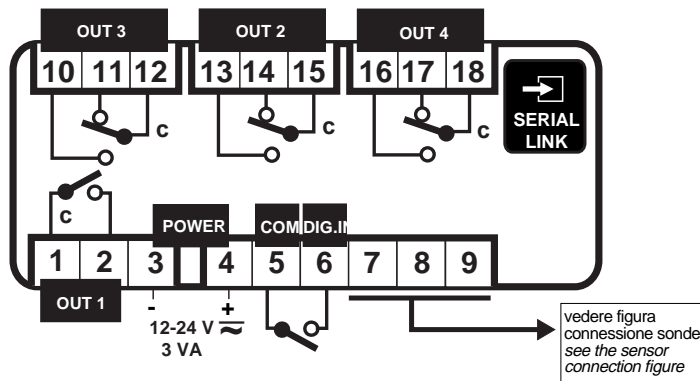 OUT 3 OUT 2 OUT 4
10 11 12 13 14 15 16 17 18
c c c
SERIAL
LINK
c
POWER COM DIG.IN
1 2 3 4 5 6 7 8 9
OUT 1
- +
12-24 V
3 VA
vedere figura
connessione sonde
see the sensor
connection figure